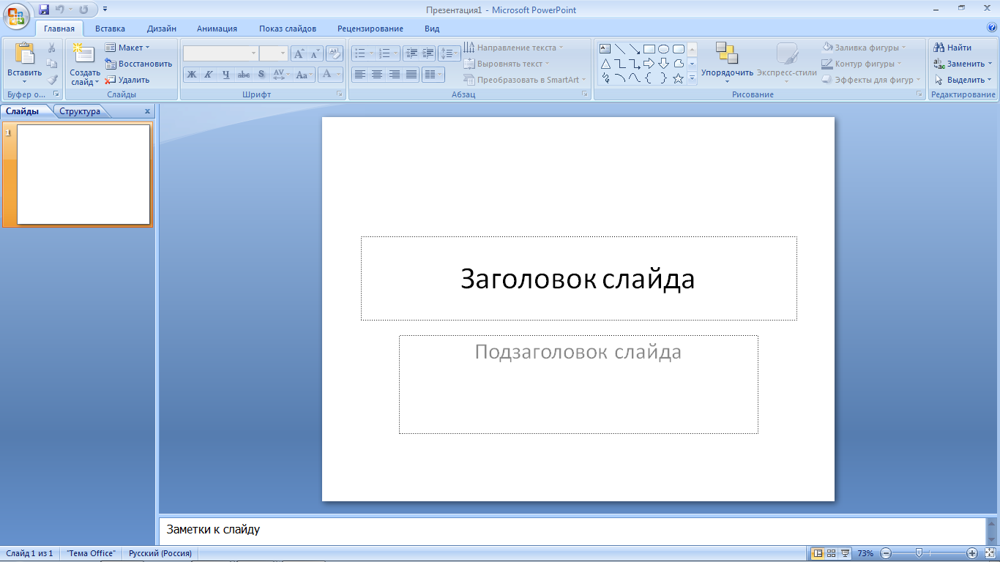 Презентация1 - Microsoft PowerPoint
Главная Вставка Дизайн Анимация Показ слайдов Рецензирование Вид
Вставить
Буфер о...
Создать слайд
Макет
Восстановить
Удалить
Слайды
Ж К Ч abc S AV Aa A
Шрифт
Направление текста
Выровнять текст
Преобразовать в SmartArt
Абзац
Упорядочить
Экспресс-стили
Заливка фигуры
Контур фигуры
Эффекты для фигур
Рисование
Найти
Заменить
Выделить
Редактирование
Слайды Структура x
1
Заголовок слайда
Подзаголовок слайда
Заметки к слайду
Слайд 1 из 1 "Тема Office" Русский (Россия) 73%